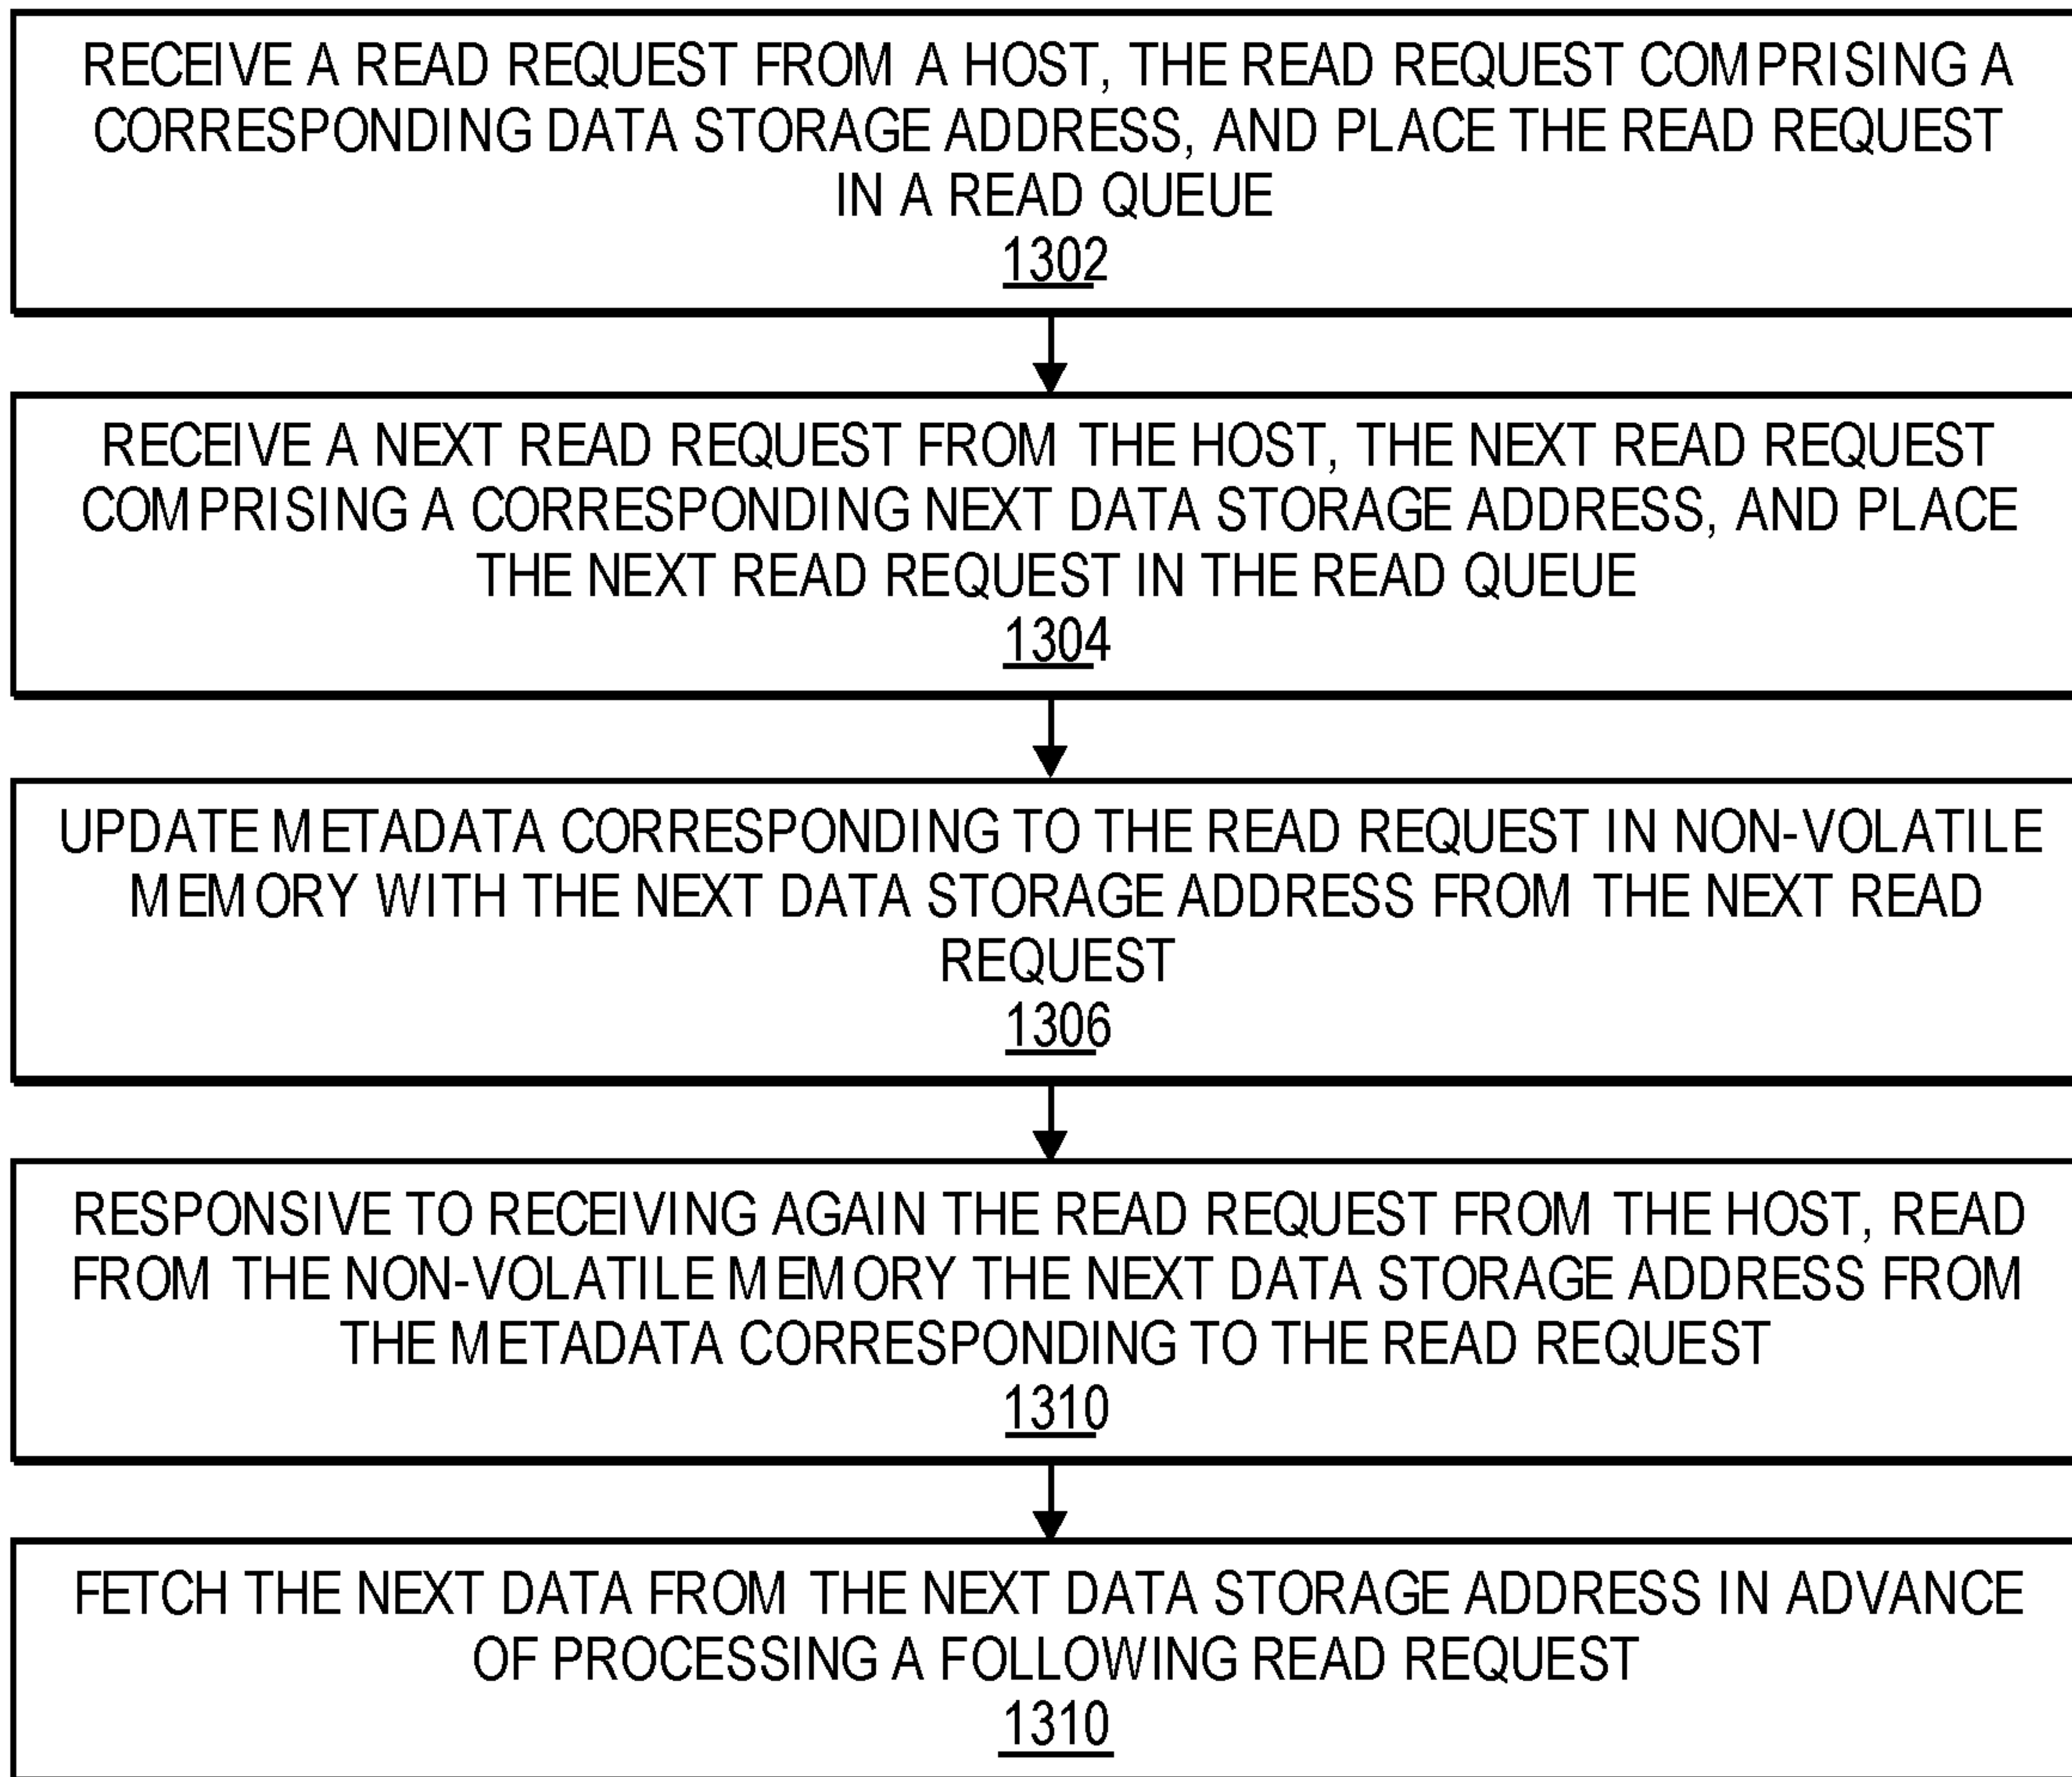 RECEIVE A READ REQUEST FROM A HOST, THE READ REQUEST COMPRISING A
CORRESPONDING DATA STORAGE ADDRESS, AND PLACE THE READ REQUEST
IN A READ QUEUE
1302
RECEIVE A NEXT READ REQUEST FROM THE HOST, THE NEXT READ REQUEST
COMPRISING A CORRESPONDING NEXT DATA STORAGE ADDRESS, AND PLACE
THE NEXT READ REQUEST IN THE READ QUEUE
1304
UPDATE METADATA CORRESPONDING TO THE READ REQUEST IN NON-VOLATILE
MEMORY WITH THE NEXT DATA STORAGE ADDRESS FROM THE NEXT READ
REQUEST
1306
RESPONSIVE TO RECEIVING AGAIN THE READ REQUEST FROM THE HOST, READ
FROM THE NON-VOLATILE MEMORY THE NEXT DATA STORAGE ADDRESS FROM
THE METADATA CORRESPONDING TO THE READ REQUEST
1310
FETCH THE NEXT DATA FROM THE NEXT DATA STORAGE ADDRESS IN ADVANCE
OF PROCESSING A FOLLOWING READ REQUEST
1310